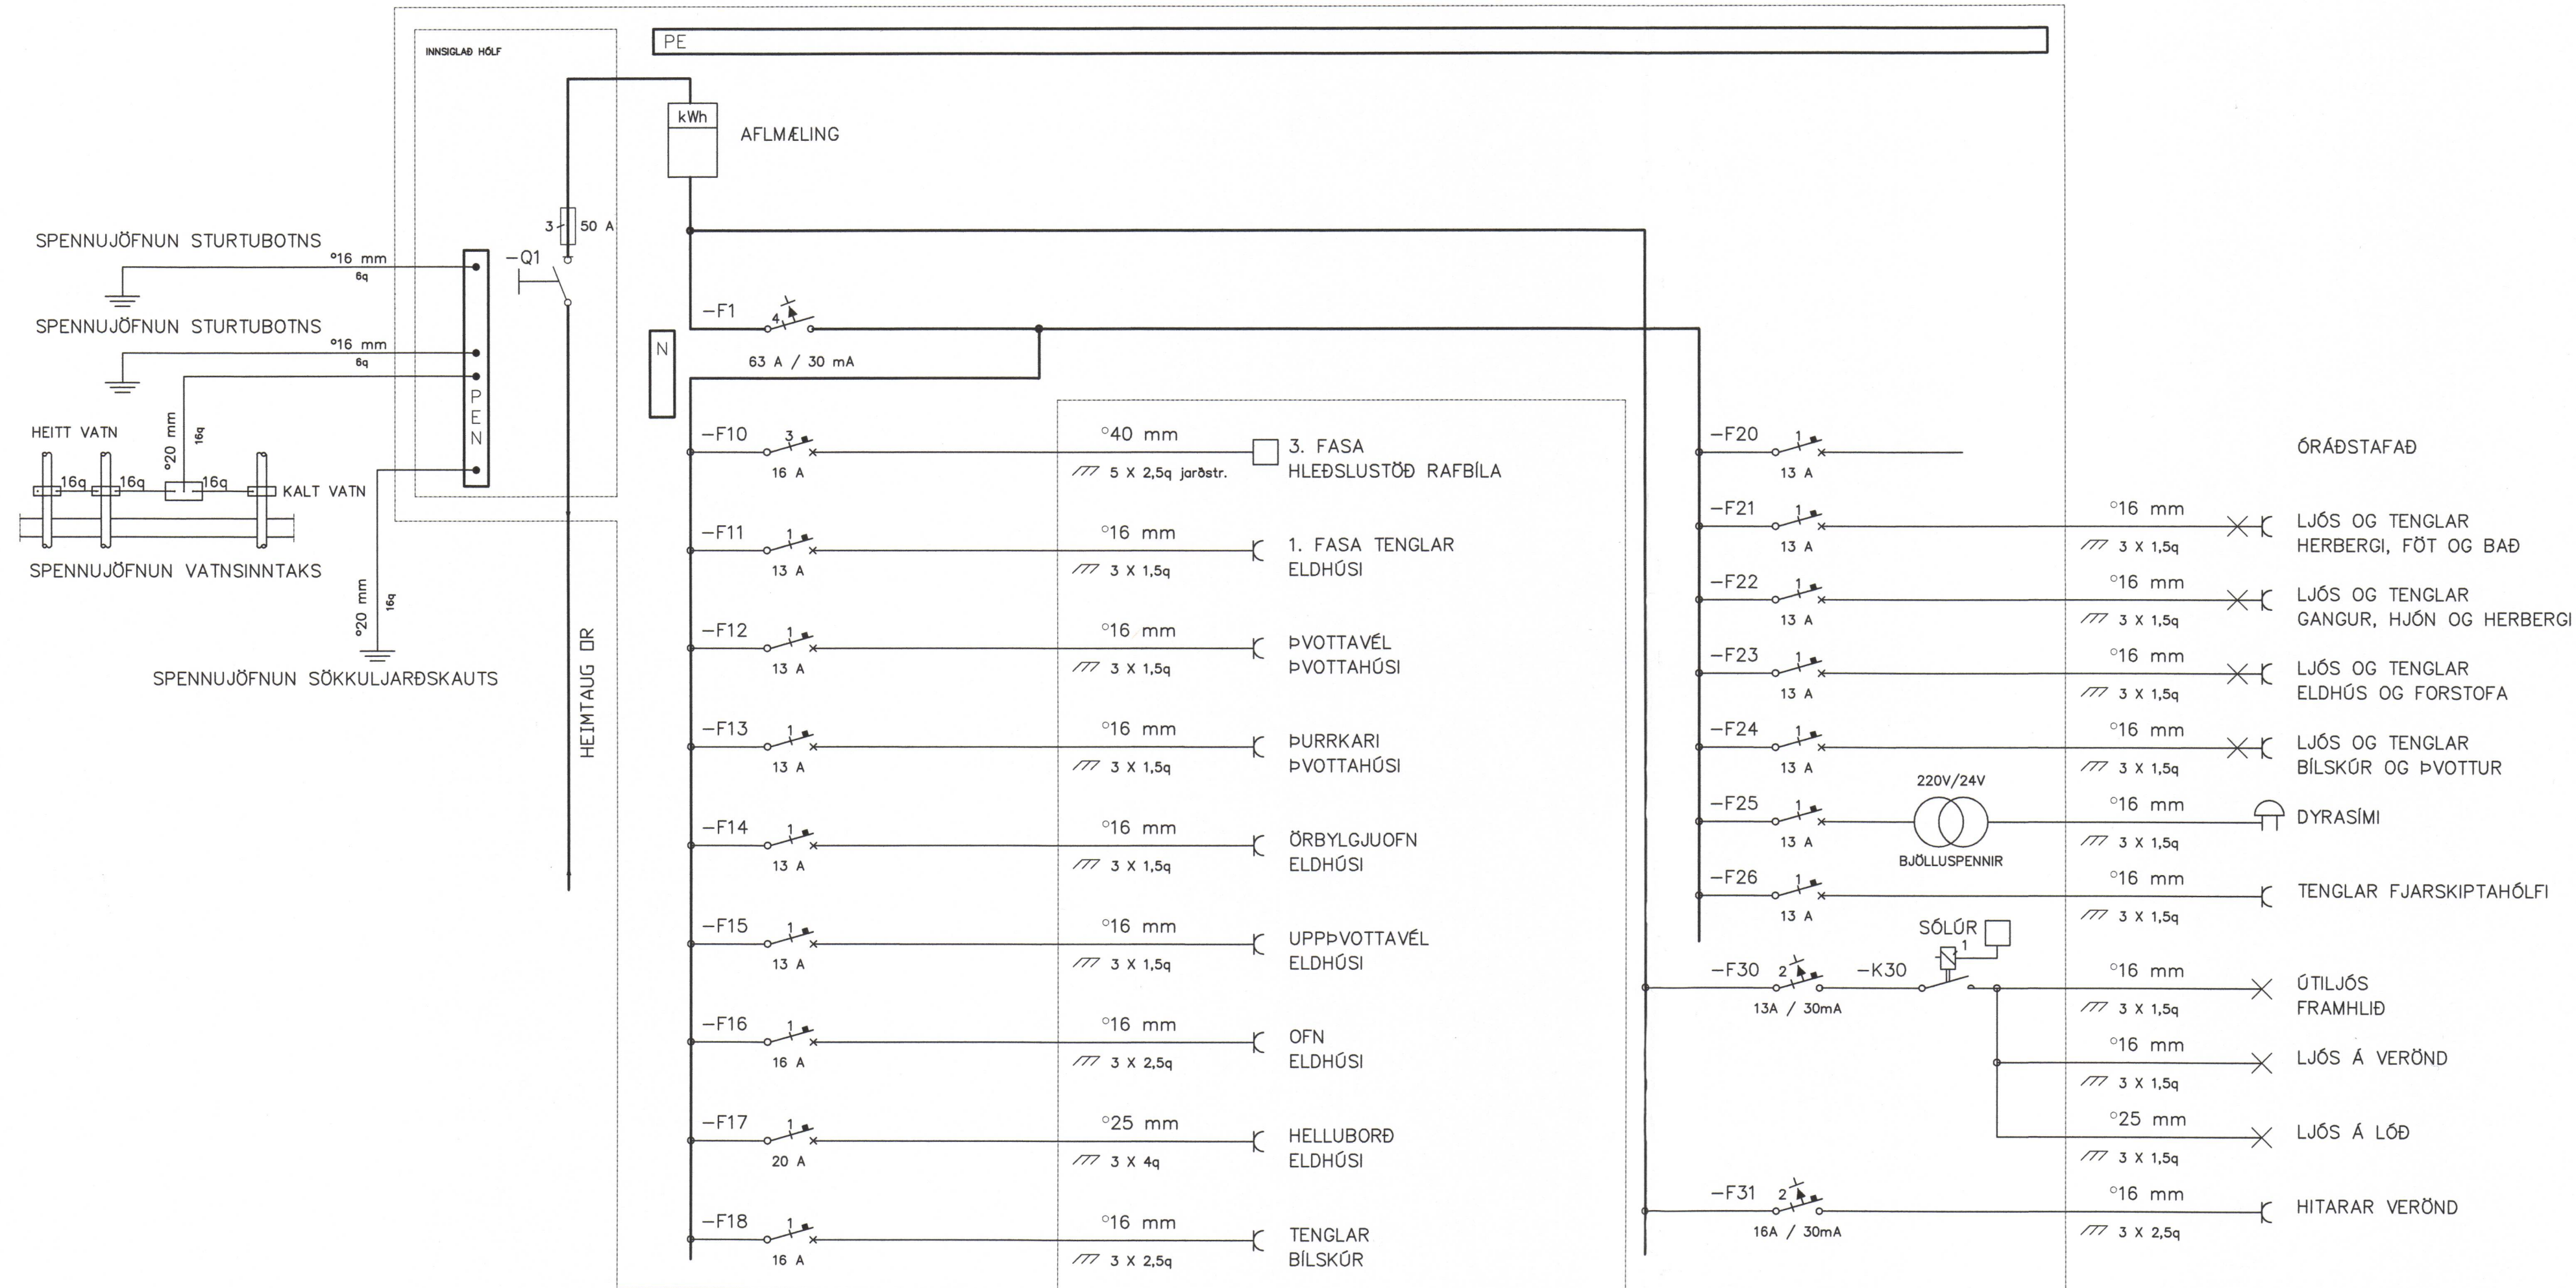 INNSIGLAÐ HÓLF
PE
kWh
AFLMÆLING
3
50 A
-Q1
SPENNUJÖFNUN STURTUBOTNS
°16 mm
6q
SPENNUJÖFNUN STURTUBOTNS
°16 mm
6q
PEN
HEITT VATN
°20 mm
16q
16q
16q
16q
KALT VATN
SPENNUJÖFNUN VATNSINNTAKS
°20 mm
16q
SPENNUJÖFNUN SÖKKULJARÐSKAUTS
HEIMTAUG OR
N
-F1
4
63 A / 30 mA
-F10
3
16 A
°40 mm
5 X 2,5q jarðstr.
3. FASA
HLEÐSLUSTÖÐ RAFBÍLA
-F11
1
13 A
°16 mm
3 X 1,5q
1. FASA TENGLAR
ELDHÚSI
-F12
1
13 A
°16 mm
3 X 1,5q
ÞVOTTAVÉL
ÞVOTTAHÚSI
-F13
1
13 A
°16 mm
3 X 1,5q
ÞURRKARI
ÞVOTTAHÚSI
-F14
1
13 A
°16 mm
3 X 1,5q
ÖRBYLGJUOFN
ELDHÚSI
-F15
1
13 A
°16 mm
3 X 1,5q
UPPÞVOTTAVÉL
ELDHÚSI
-F16
1
16 A
°16 mm
3 X 2,5q
OFN
ELDHÚSI
-F17
1
20 A
°25 mm
3 X 4q
HELLUBORÐ
ELDHÚSI
-F18
1
16 A
°16 mm
3 X 2,5q
TENGLAR
BÍLSKÚR
-F20
1
13 A
ÓRÁÐSTAFAÐ
-F21
1
13 A
°16 mm
3 X 1,5q
LJÓS OG TENGLAR
HERBERGI, FÖT OG BAÐ
-F22
1
13 A
°16 mm
3 X 1,5q
LJÓS OG TENGLAR
GANGUR, HJÓN OG HERBERGI
-F23
1
13 A
°16 mm
3 X 1,5q
LJÓS OG TENGLAR
ELDHÚS OG FORSTOFA
-F24
1
13 A
°16 mm
3 X 1,5q
LJÓS OG TENGLAR
BÍLSKÚR OG ÞVOTTUR
-F25
1
13 A
220V/24V
BJÖLLUSPENNIR
°16 mm
3 X 1,5q
DYRASÍMI
-F26
1
13 A
°16 mm
3 X 1,5q
TENGLAR FJARSKIPTAHÓLFI
SÓLÚR
1
-F30
2
13A / 30mA
-K30
°16 mm
3 X 1,5q
ÚTILJÓS
FRAMHLIÐ
°16 mm
3 X 1,5q
LJÓS Á VERÖND
°25 mm
3 X 1,5q
LJÓS Á LÓÐ
-F31
2
16A / 30mA
°16 mm
3 X 2,5q
HITARAR VERÖND